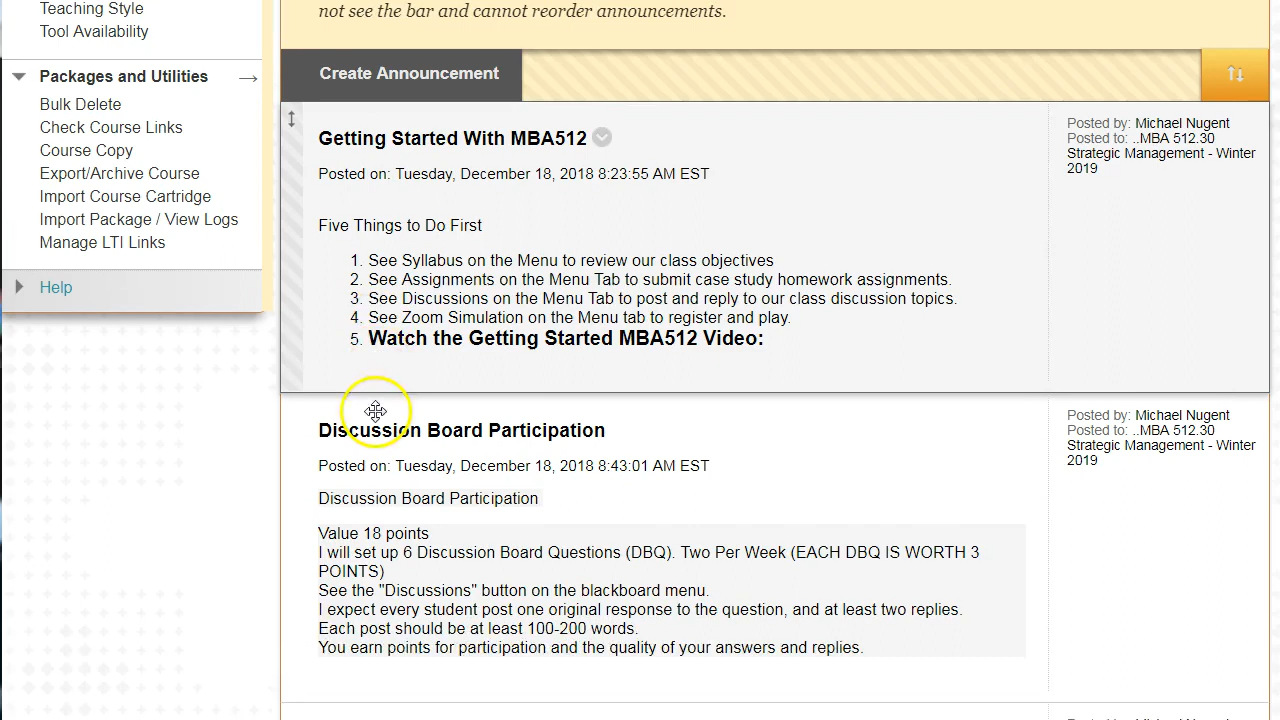 Teaching Style
Tool Availability
Packages and Utilities
Bulk Delete
Check Course Links
Course Copy
Export/Archive Course
Import Course Cartridge
Import Package / View Logs
Manage LTI Links
Help
not see the bar and cannot reorder announcements.
Create Announcement
Getting Started With MBA512
Posted on: Tuesday, December 18, 2018 8:23:55 AM EST
Five Things to Do First
1. See Syllabus on the Menu to review our class objectives
2. See Assignments on the Menu Tab to submit case study homework assignments.
3. See Discussions on the Menu Tab to post and reply to our class discussion topics.
4. See Zoom Simulation on the Menu tab to register and play.
5. Watch the Getting Started MBA512 Video:
Posted by: Michael Nugent
Posted to: ..MBA 512.30
Strategic Management - Winter
2019
Discussion Board Participation
Posted on: Tuesday, December 18, 2018 8:43:01 AM EST
Discussion Board Participation
Value 18 points
I will set up 6 Discussion Board Questions (DBQ). Two Per Week (EACH DBQ IS WORTH 3
POINTS)
See the "Discussions" button on the blackboard menu.
I expect every student post one original response to the question, and at least two replies.
Each post should be at least 100-200 words.
You earn points for participation and the quality of your answers and replies.
Posted by: Michael Nugent
Posted to: ..MBA 512.30
Strategic Management - Winter
2019